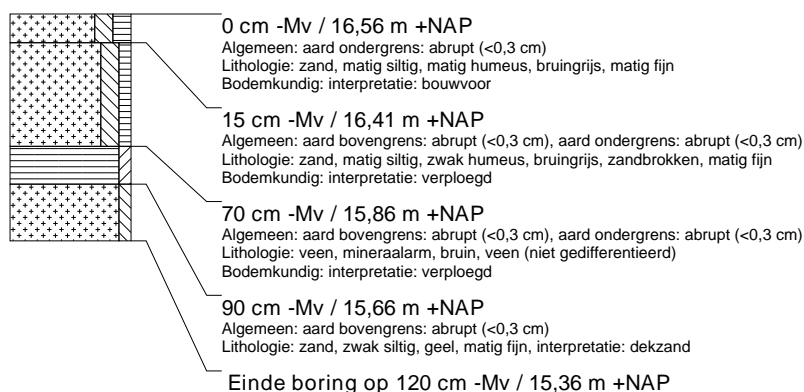 0 cm -Mv / 16,56 m +NAP
Algemeen: aard ondergrens: abrupt (<0,3 cm)
Lithologie: zand, matig siltig, matig humeus, bruingrijs, matig fijn
Bodemkundig: interpretatie: bouwvoor
15 cm -Mv / 16,41 m +NAP
Algemeen: aard bovengrens: abrupt (<0,3 cm), aard ondergrens: abrupt (<0,3 cm)
Lithologie: zand, matig siltig, zwak humeus, bruingrijs, zandbrokken, matig fijn
Bodemkundig: interpretatie: verploegd
70 cm -Mv / 15,86 m +NAP
Algemeen: aard bovengrens: abrupt (<0,3 cm), aard ondergrens: abrupt (<0,3 cm)
Lithologie: veen, mineraalarm, bruin, veen (niet gedifferentieerd)
Bodemkundig: interpretatie: verploegd
90 cm -Mv / 15,66 m +NAP
Algemeen: aard bovengrens: abrupt (<0,3 cm)
Lithologie: zand, zwak siltig, geel, matig fijn, interpretatie: dekzand
Einde boring op 120 cm -Mv / 15,36 m +NAP